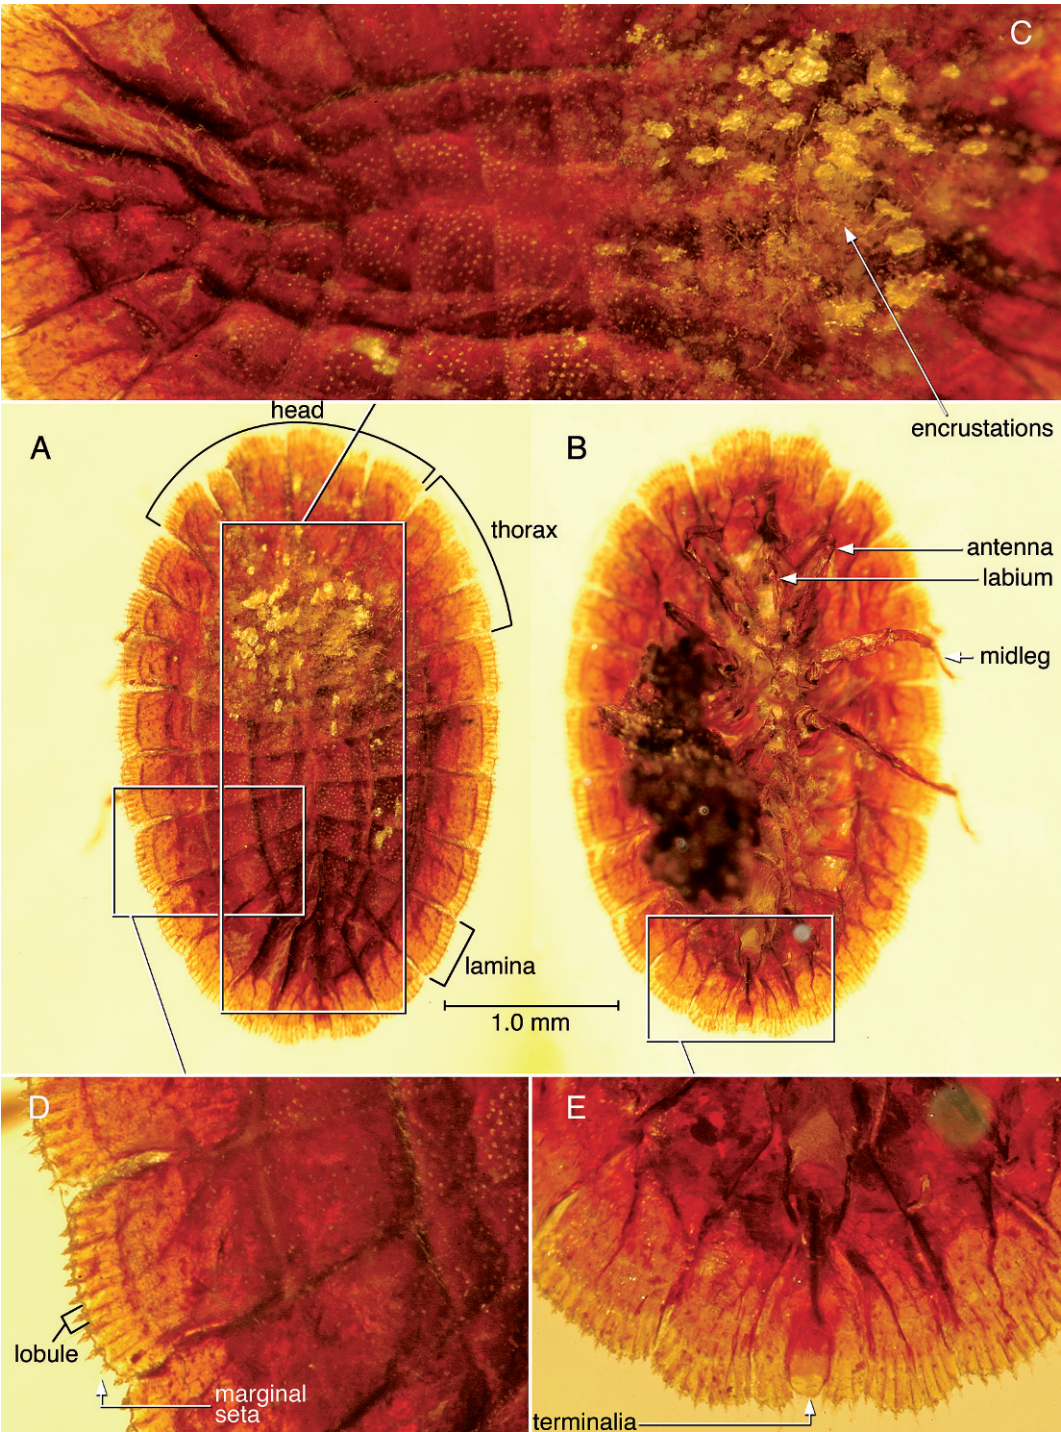 C
encrustations
head
A
B
thorax
antenna
labium
midleg
lamina
1.0 mm
D
E
lobule
marginal
seta
terminalia